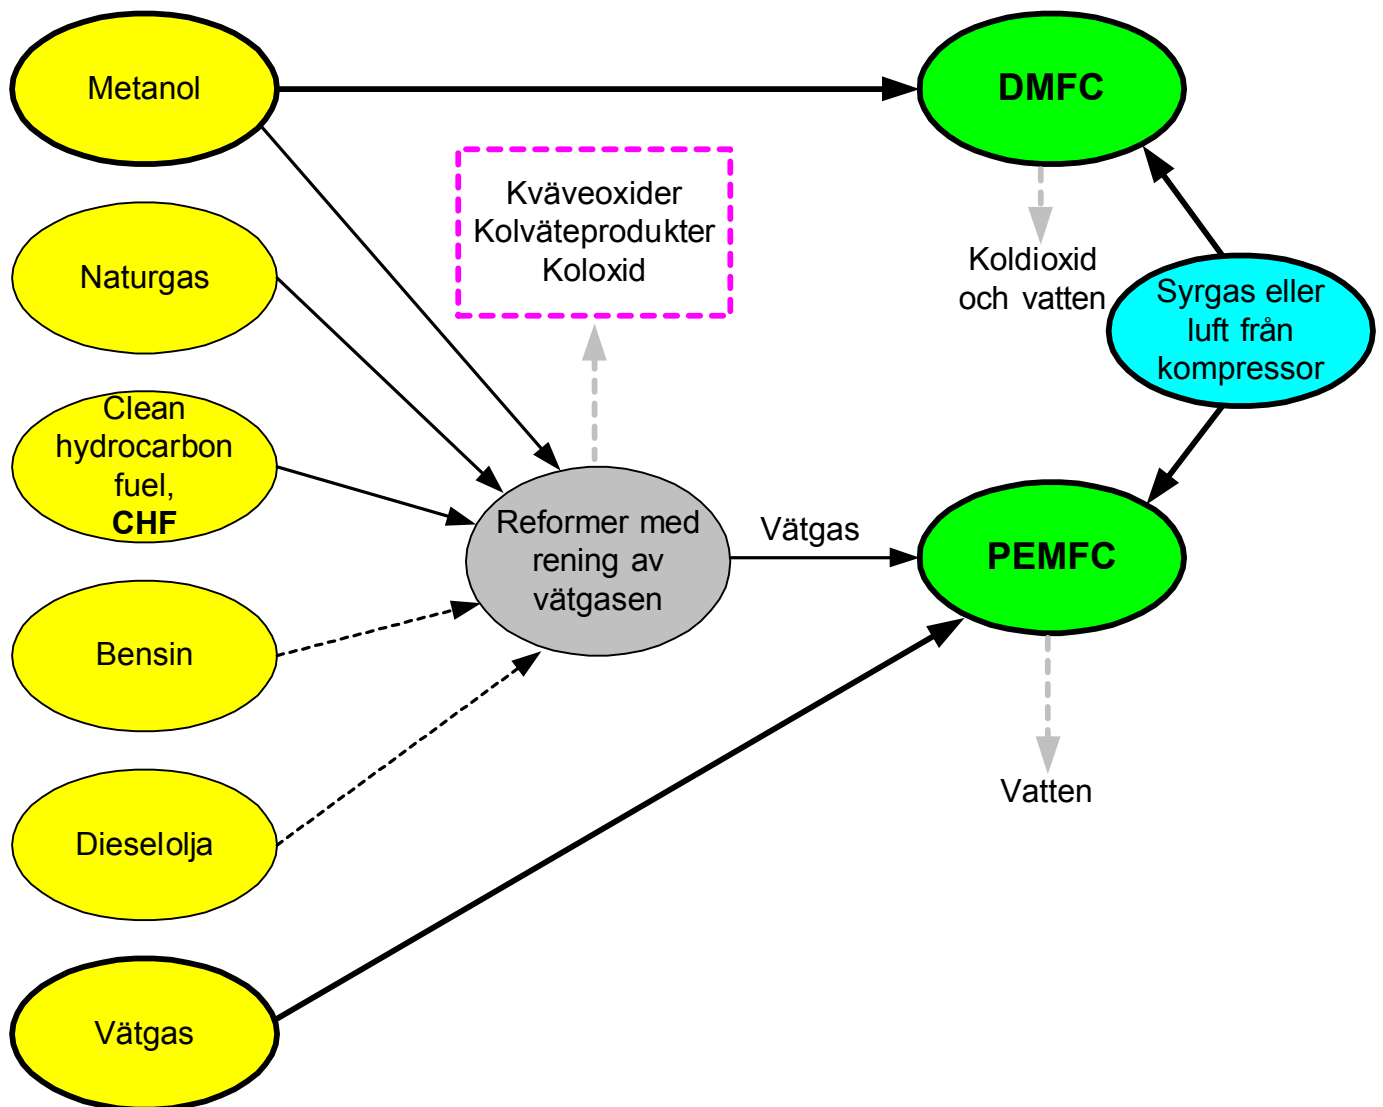 Metanol
DMFC
Kväveoxider
Kolväteprodukter
Koloxid
Naturgas
Koldioxid
och vatten
Syrgas eller
luft från
kompressor
Clean
hydrocarbon
fuel,
CHF
Reformer med
rening av
vätgasen
Vätgas
PEMFC
Bensin
Vatten
Dieselolja
Vätgas